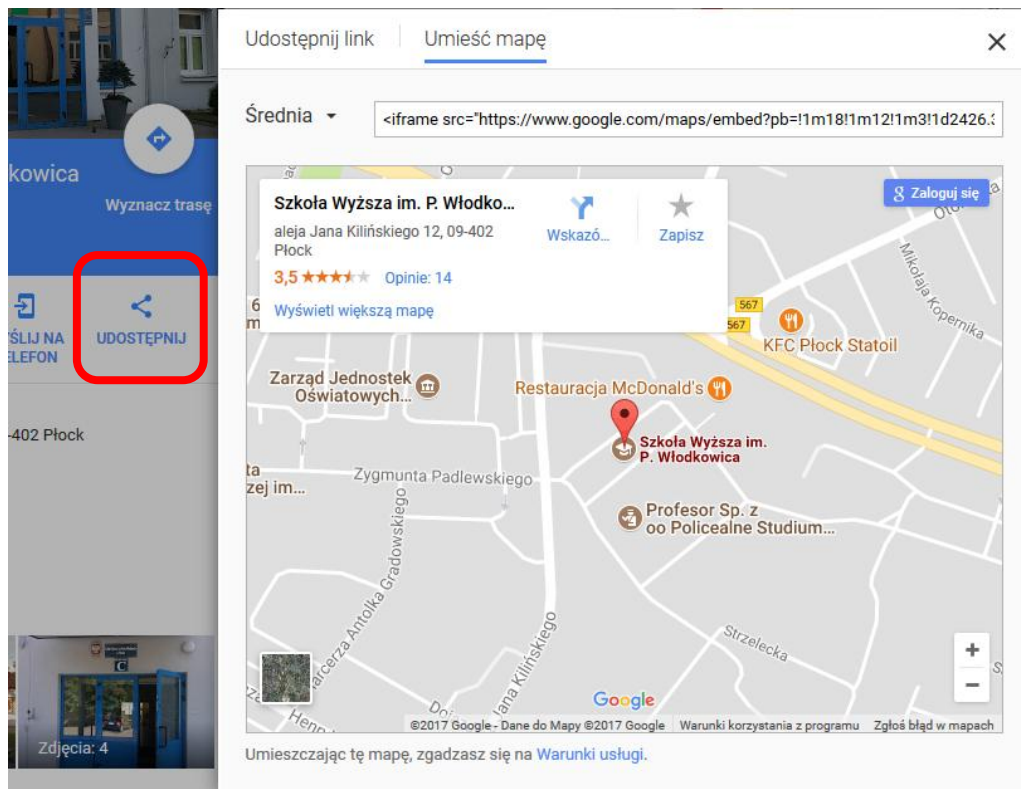 kowica
Wyznacz trasę
ŚLIJ NA
ELEFON
UDOSTĘPNIJ
-402 Płock
C
Zdjęcia: 4
Udostępnij link
Umieść mapę
Średnia
<iframe src="https://www.google.com/maps/embed?pb=!1m18!1m12!1m3!1d2426.3
Szkoła Wyższa im. P. Włodko...
aleja Jana Kilińskiego 12, 09-402
Płock
3,5
Opinie: 14
Wyświetl większą mapę
Wskazó...
Zapisz
Zaloguj się
Mikołaja Kopernika
567
567
KFC Płock Statoil
Zarząd Jednostek
Oświatowych...
Restauracja McDonald's
Szkoła Wyższa im.
P. Włodkowica
Zygmunta Padlewskiego
ta
zej im...
Profesor Sp. z
oo Policealne Studium...
Antolka Gradowskiego
Jana Kilińskiego
Strzelecka
Google
©2017 Google - Dane do Mapy ©2017 Google
Warunki korzystania z programu
Zgłoś błąd w mapach
Umieszczając tę mapę, zgadzasz się na Warunki usługi.